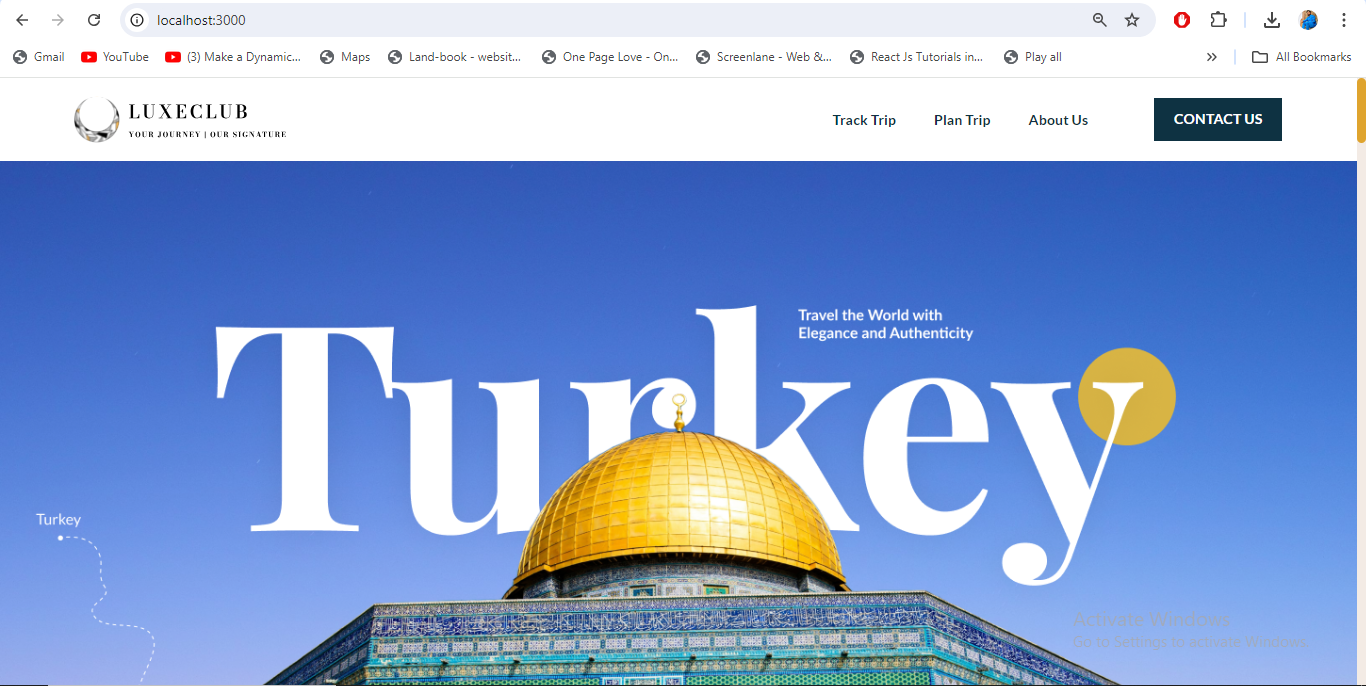 localhost:3000
Gmail
YouTube
(3) Make a Dynamic...
Maps
Land-book - websit...
One Page Love - On...
Screenlane - Web &...
React Js Tutorials in...
Play all
All Bookmarks
LUXECLUB
YOUR JOURNEY | OUR SIGNATURE
Track Trip
Plan Trip
About Us
CONTACT US
Travel the World with
Elegance and Authenticity
Turkey
Turkey
Activate Windows
Go to Settings to activate Windows.